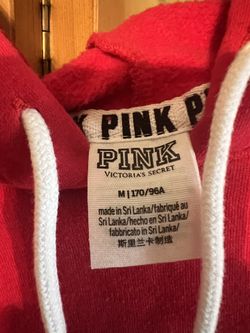 PINK P
PINK
VICTORIA'S SECRET
M | 170/96A
made in Sri Lanka/fabriqué au
Sri Lanka/hecho en Sri Lanka/
fabbricato in Sri Lanka/
斯里兰卡制造